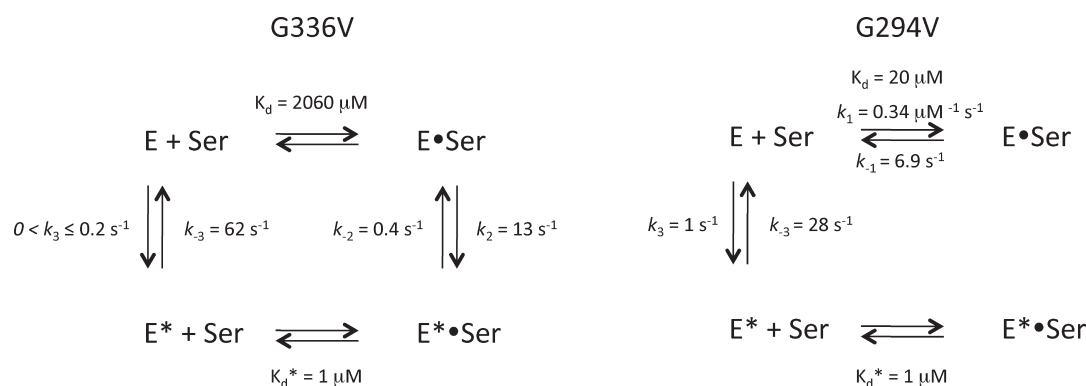 G336V
K_d = 2060 μM
E + Ser E•Ser
0 < k_3 ≤ 0.2 s^-1 k_-3 = 62 s^-1 k_-2 = 0.4 s^-1 k_2 = 13 s^-1
E* + Ser E*•Ser
K_d* = 1 μM
G294V
K_d = 20 μM
k_1 = 0.34 μM^-1 s^-1
E + Ser E•Ser
k_-1 = 6.9 s^-1
k_3 = 1 s^-1 k_-3 = 28 s^-1
E* + Ser E*•Ser
K_d* = 1 μM